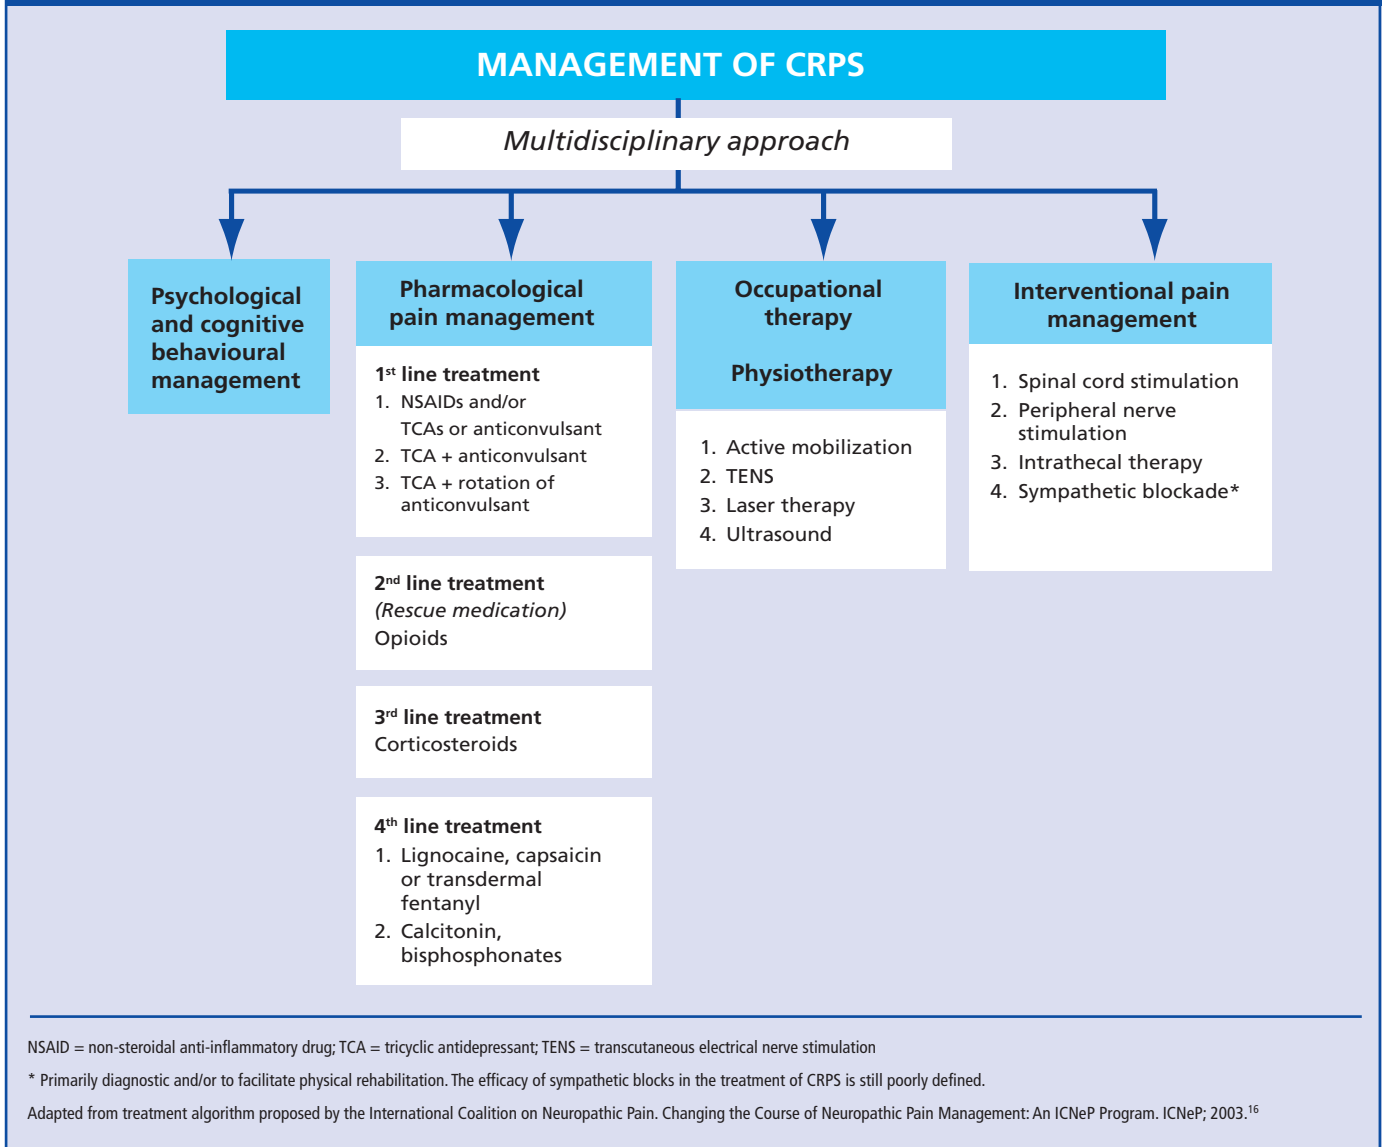 MANAGEMENT OF CRPS
Multidisciplinary approach
Psychological
and cognitive
behavioural
management
Pharmacological
pain management
1st line treatment
1. NSAIDs and/or
TCAs or anticonvulsant
2. TCA + anticonvulsant
3. TCA + rotation of
anticonvulsant
2nd line treatment
(Rescue medication)
Opioids
3rd line treatment
Corticosteroids
4th line treatment
1. Lignocaine, capsaicin
or transdermal
fentanyl
2. Calcitonin,
bisphosphonates
Occupational
therapy
Physiotherapy
1. Active mobilization
2. TENS
3. Laser therapy
4. Ultrasound
Interventional pain
management
1. Spinal cord stimulation
2. Peripheral nerve
stimulation
3. Intrathecal therapy
4. Sympathetic blockade*
NSAID = non-steroidal anti-inflammatory drug; TCA = tricyclic antidepressant; TENS = transcutaneous electrical nerve stimulation
* Primarily diagnostic and/or to facilitate physical rehabilitation. The efficacy of sympathetic blocks in the treatment of CRPS is still poorly defined.
Adapted from treatment algorithm proposed by the International Coalition on Neuropathic Pain. Changing the Course of Neuropathic Pain Management: An ICNeP Program. ICNeP; 2003.16